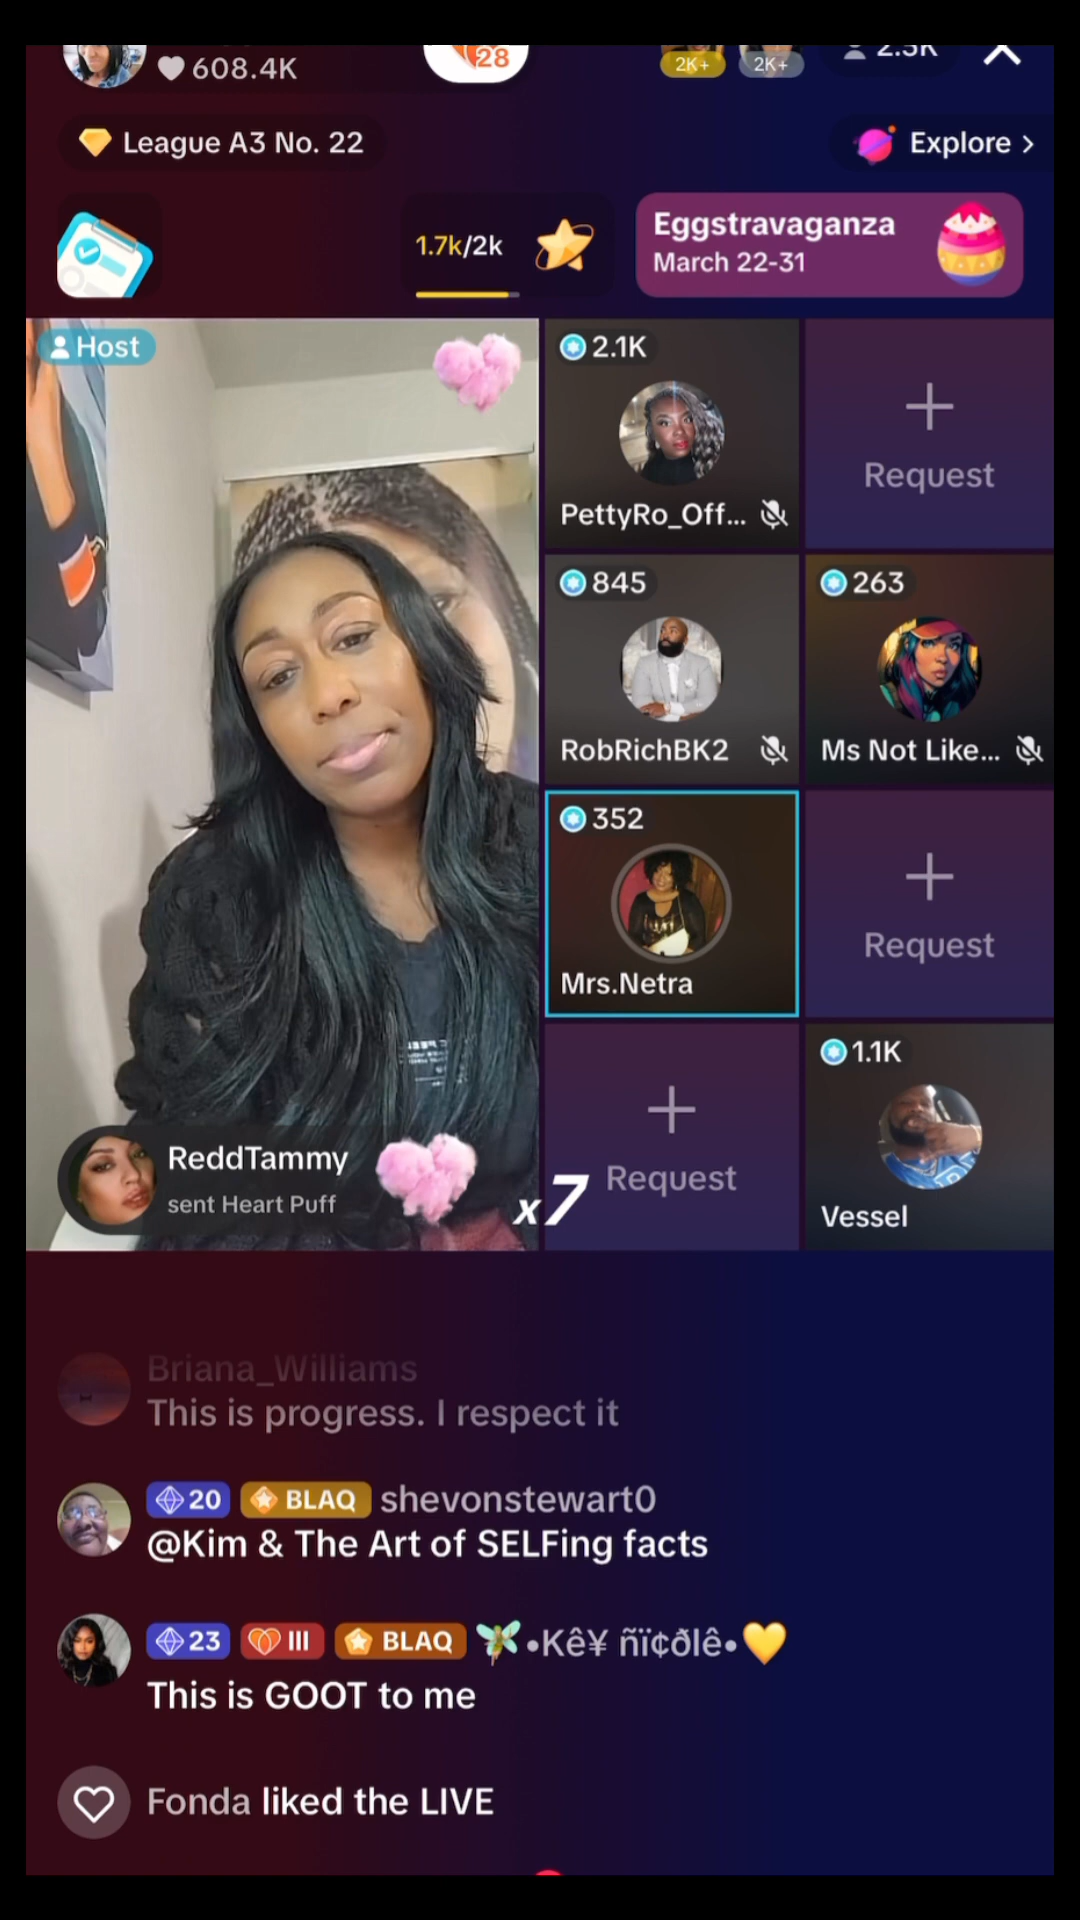 608.4K
28
2K+
2K+
2.5K
League A3 No. 22
Explore >
1.7k/2k
Eggstravaganza
March 22-31
Host
2.1K
PettyRo_Off...
Request
845
RobRichBK2
263
Ms Not Like...
352
Mrs.Netra
Request
Request
1.1K
Vessel
ReddTammy
sent Heart Puff
x7
Briana_Williams
This is progress. I respect it
20 BLAQ shevonstewart0
@Kim & The Art of SELFing facts
23 III BLAQ •Kê¥ ñï¢ðlê•
This is GOOT to me
Fonda liked the LIVE